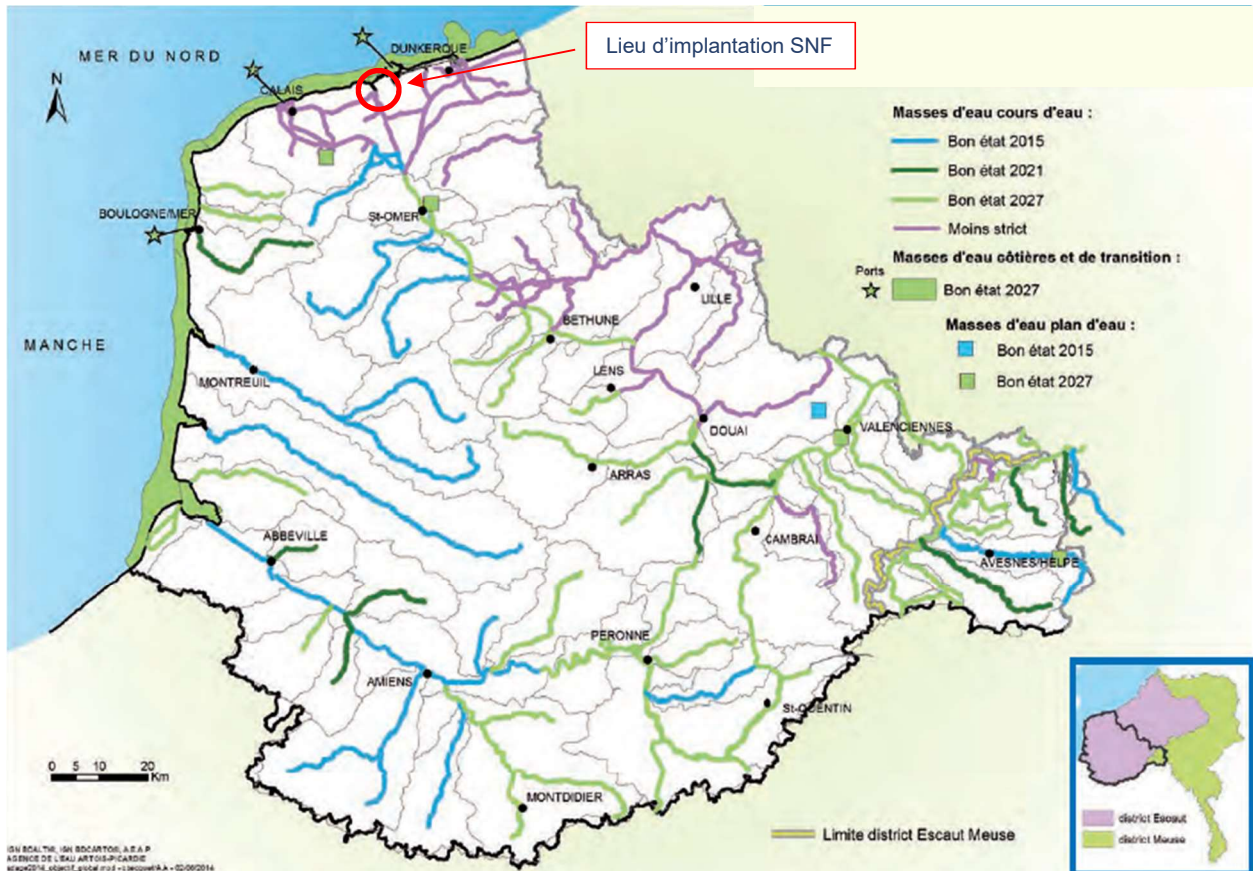 Lieu d'implantation SNF
MER DU NORD
DUNKERQUE
N
CALAIS
BOULOGNE/MER
St-OMER
MANCHE
LILLE
BETHUNE
MONTREUIL
LENS
DOUAI
VALENCIENNES
ARRAS
CAMBRAI
AVESNES/HELPE
ABBEVILLE
PERONNE
AMIENS
St-QUENTIN
MONTDIDIER
Masses d'eau cours d'eau :
Bon état 2015
Bon état 2021
Bon état 2027
Moins strict
Masses d'eau côtières et de transition :
Ports
Bon état 2027
Masses d'eau plan d'eau :
Bon état 2015
Bon état 2027
0 5 10 20
Km
Limite district Escaut Meuse
district Escaut
district Meuse
AGENCE DE L'EAU ARTOIS-PICARDIE